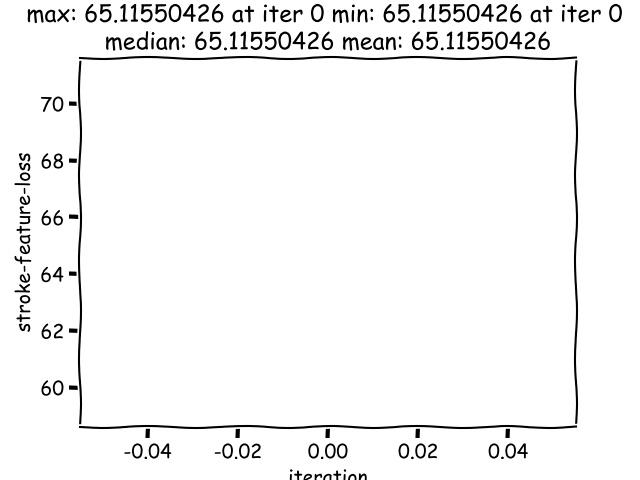 max: 65.11550426 at iter 0 min: 65.11550426 at iter 0
median: 65.11550426 mean: 65.11550426
70
68
66
64
62
60
stroke-feature-loss
-0.04 -0.02 0.00 0.02 0.04
iteration